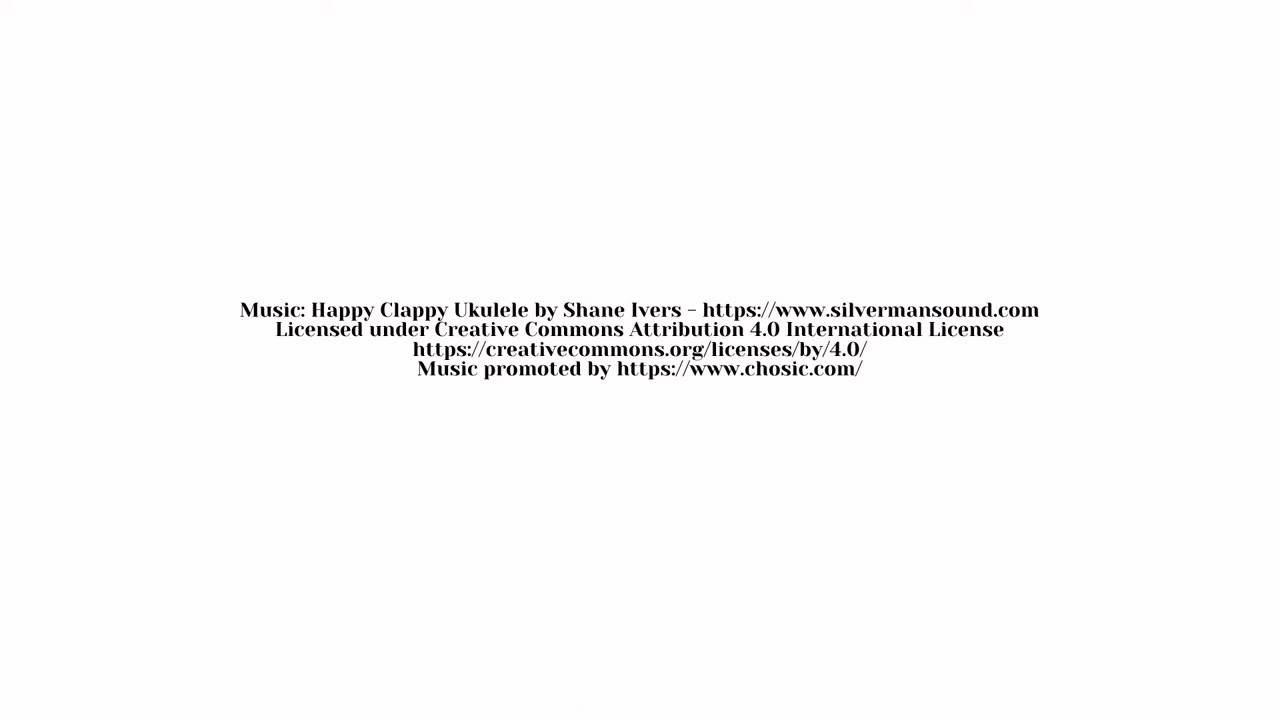 Music: Happy Clappy Ukulele by Shane Ivers - https://www.silvermansound.com
Licensed under Creative Commons Attribution 4.0 International License
https://creativecommons.org/licenses/by/4.0/
Music promoted by https://www.chosic.com/